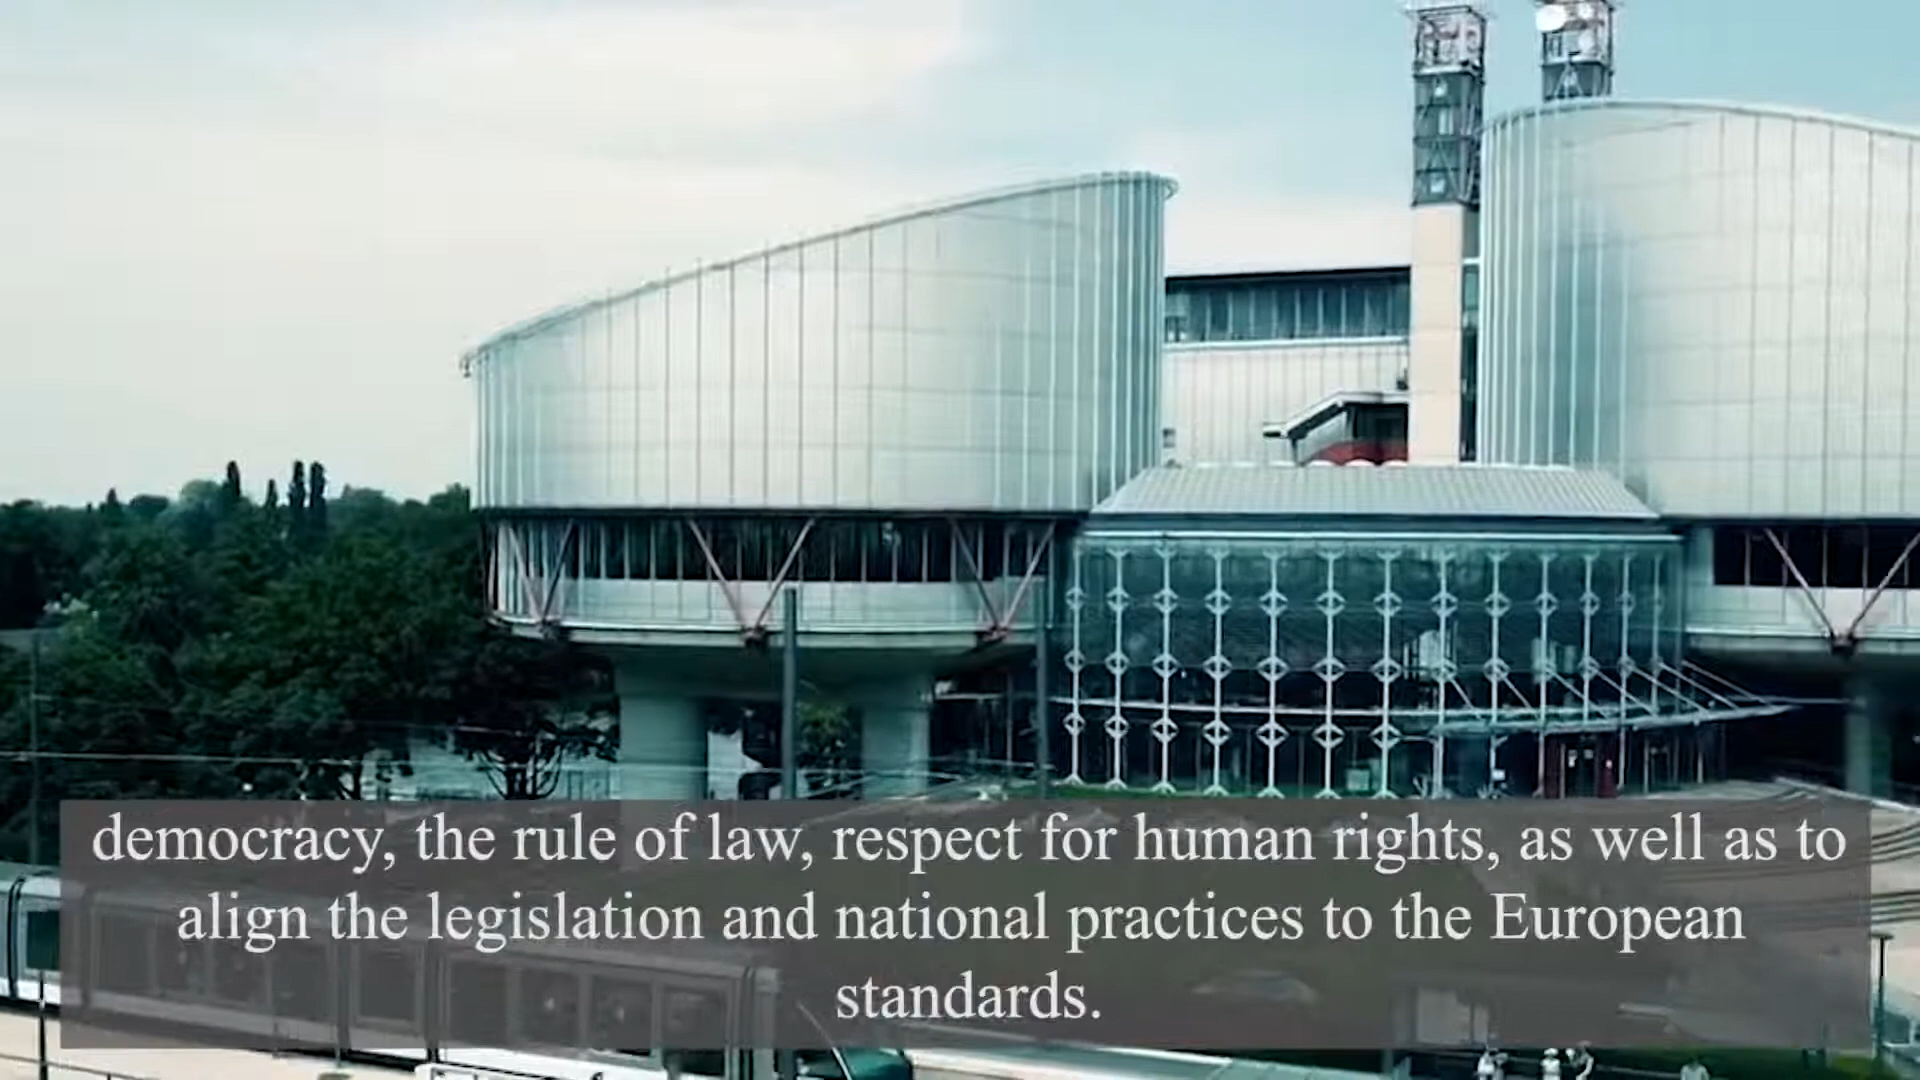 democracy, the rule of law, respect for human rights, as well as to
align the legislation and national practices to the European
standards.